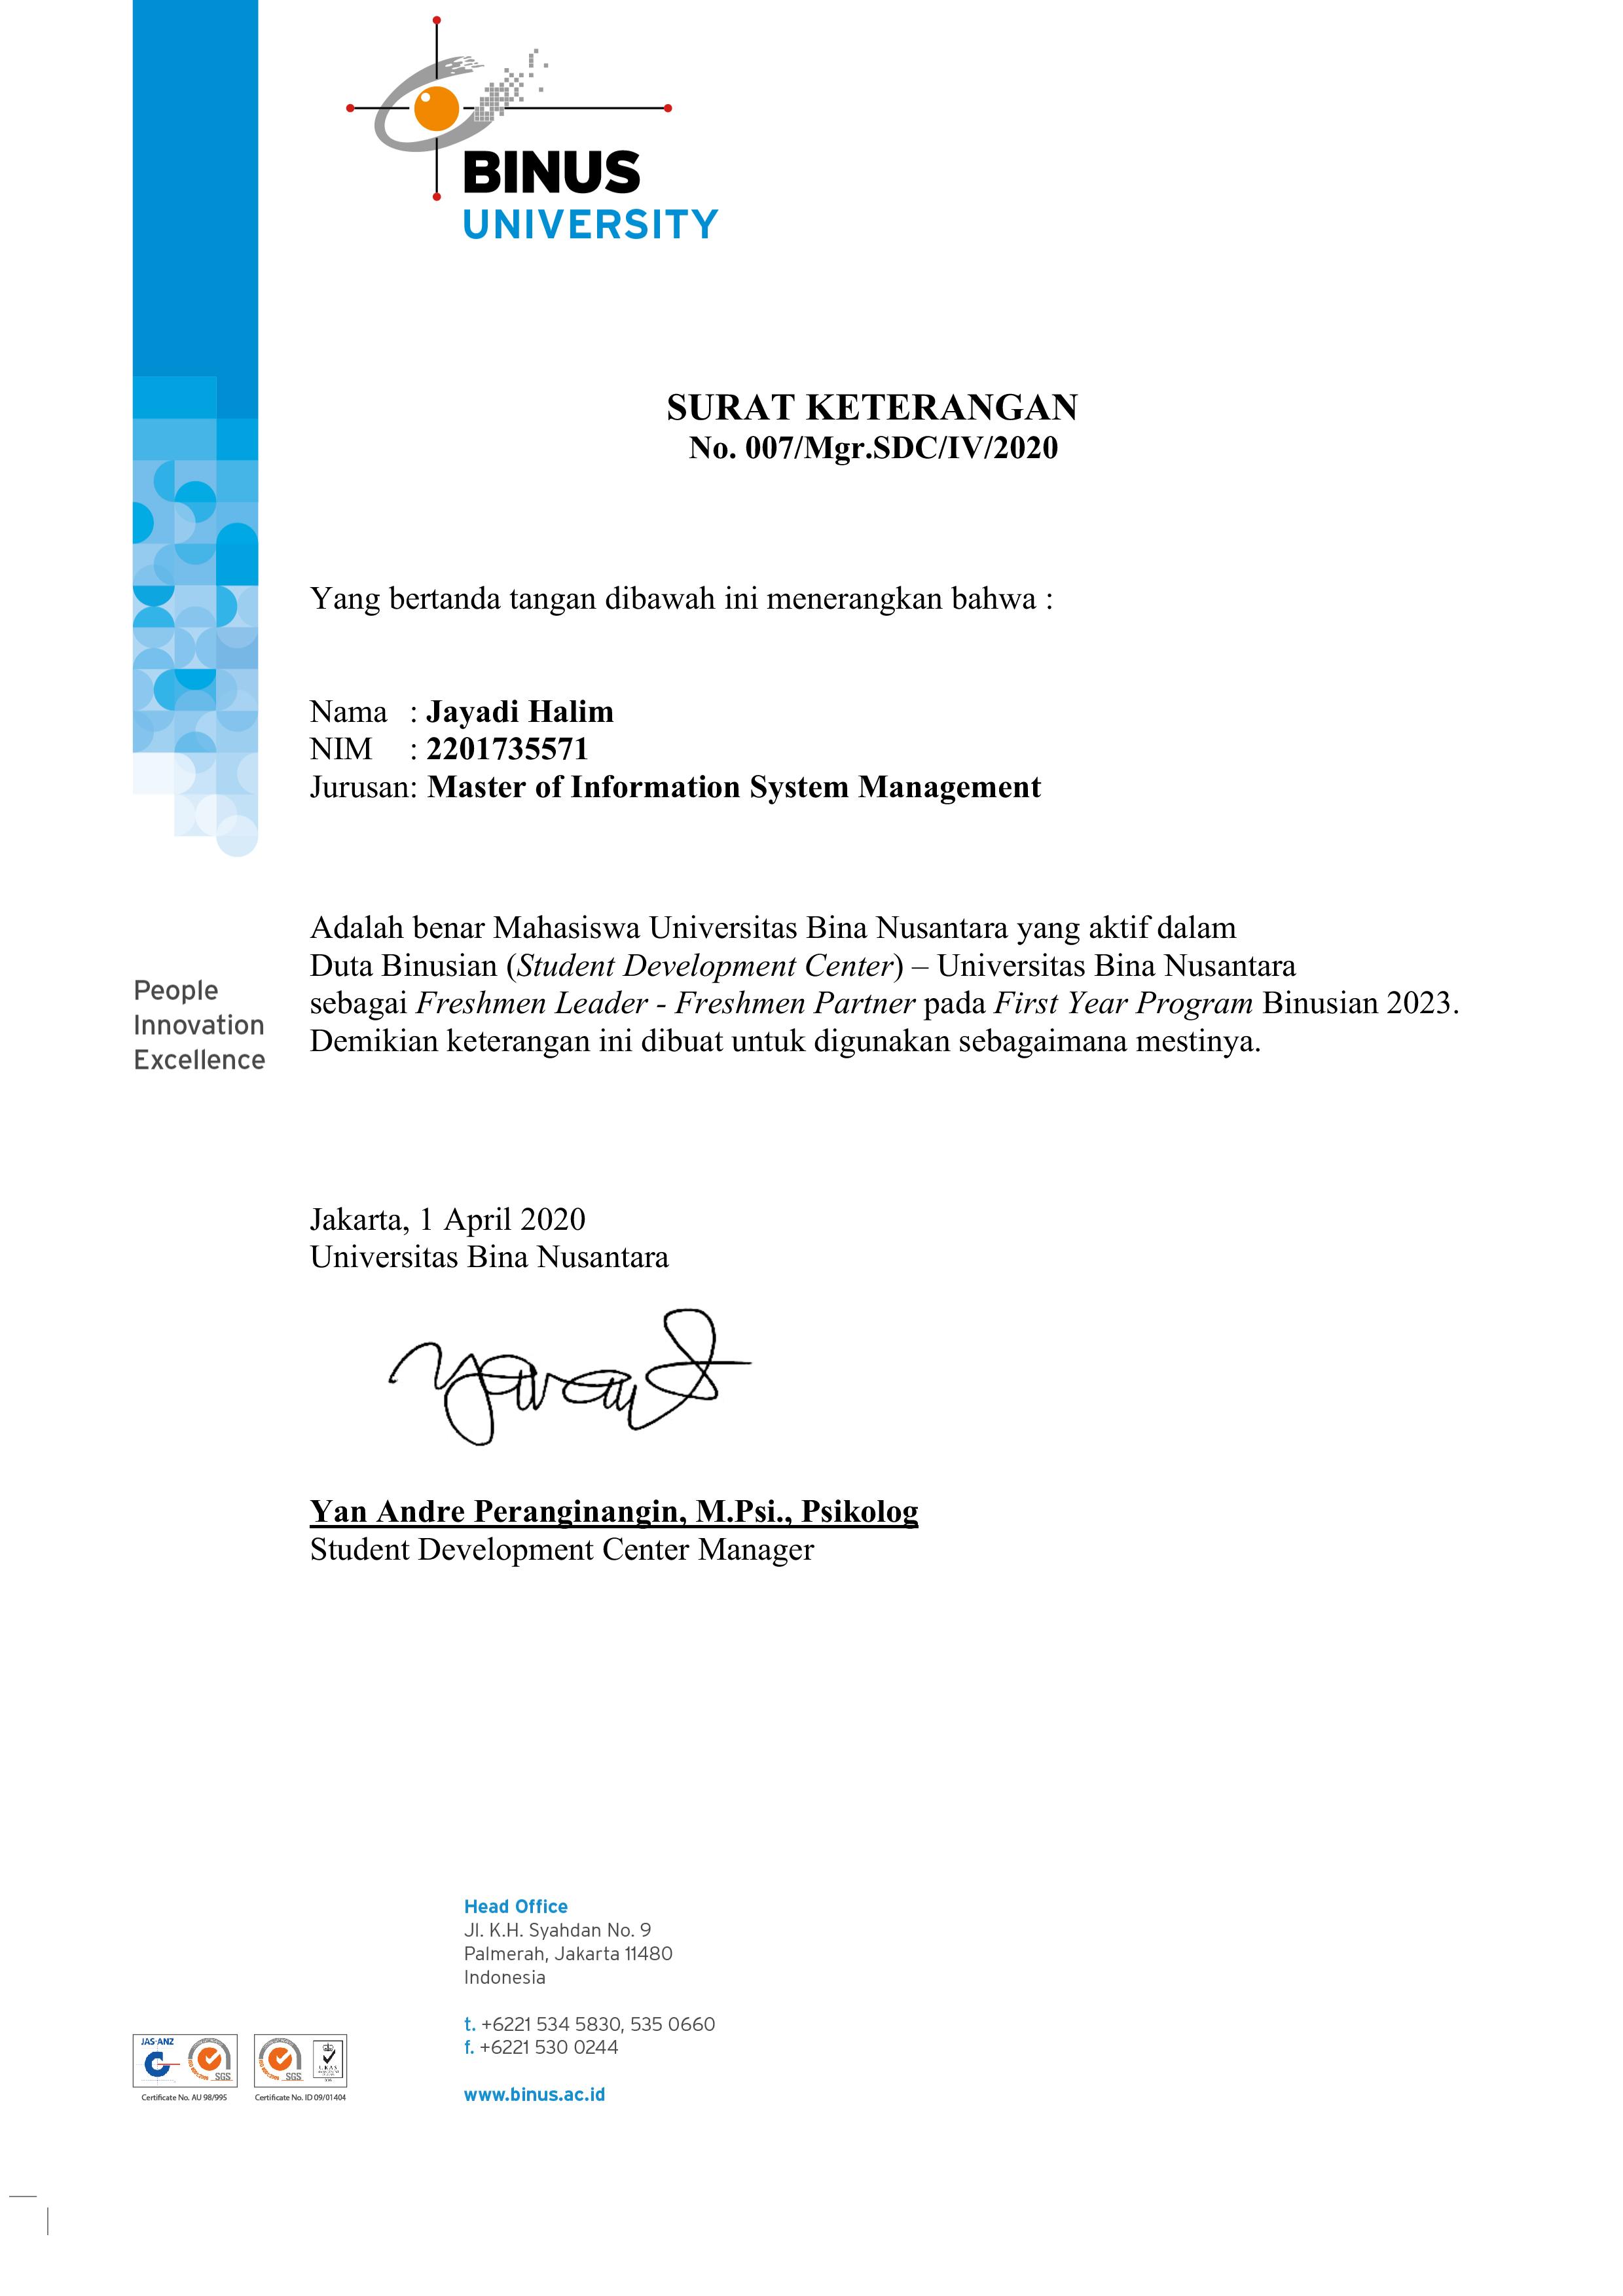 BINUS
UNIVERSITY
SURAT KETERANGAN
No. 007/Mgr.SDC/IV/2020
Yang bertanda tangan dibawah ini menerangkan bahwa :
Nama : Jayadi Halim
NIM : 2201735571
Jurusan: Master of Information System Management
Adalah benar Mahasiswa Universitas Bina Nusantara yang aktif dalam
Duta Binusian (Student Development Center) – Universitas Bina Nusantara
sebagai Freshmen Leader - Freshmen Partner pada First Year Program Binusian 2023.
Demikian keterangan ini dibuat untuk digunakan sebagaimana mestinya.
People
Innovation
Excellence
Jakarta, 1 April 2020
Universitas Bina Nusantara
Yan Andre Peranginangin, M.Psi., Psikolog
Student Development Center Manager
Head Office
Jl. K.H. Syahdan No. 9
Palmerah, Jakarta 11480
Indonesia
t. +6221 534 5830, 535 0660
f. +6221 530 0244
www.binus.ac.id
JAS-ANZ
SGS
SGS
Certificate No. AU 98/995
Certificate No. ID 09/01404